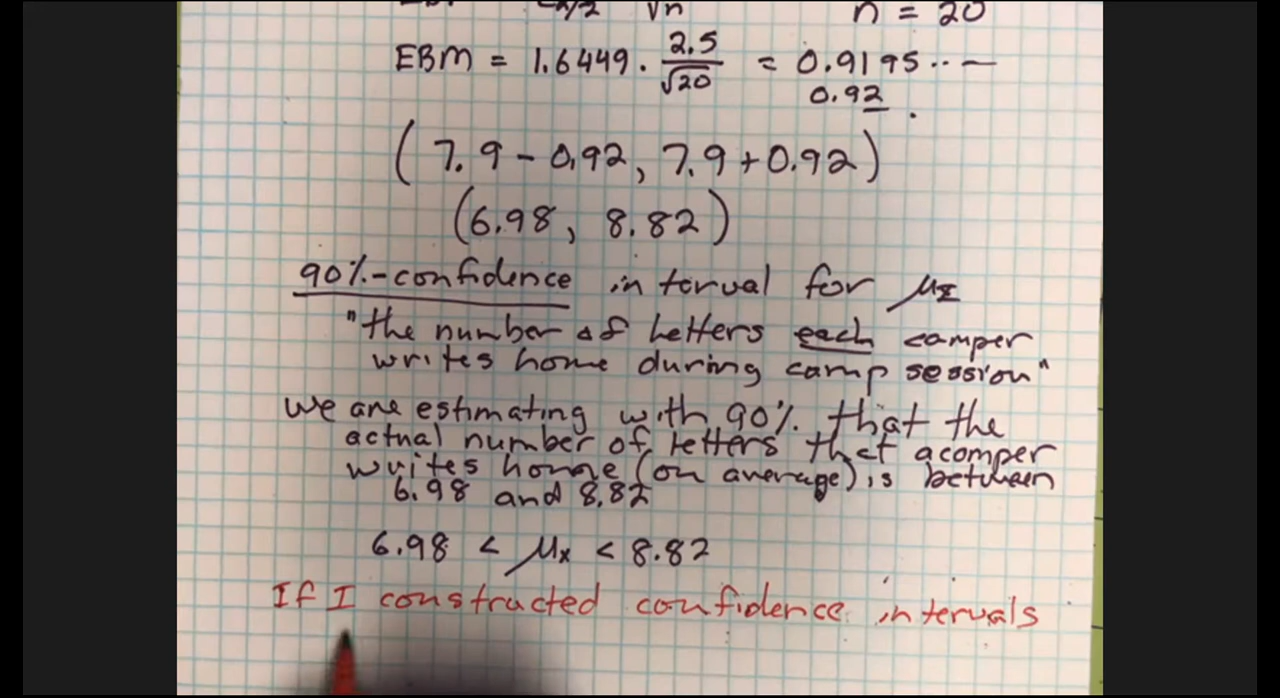 n = 20
EBM = 1.6449 · 2.5/√20 = 0.9195..—
0.92
(7.9 - 0.92, 7.9 + 0.92)
(6.98, 8.82)
90%-confidence interval for μ_X
"the number of letters each camper
writes home during camp session"
we are estimating with 90% that the
actual number of letters that a camper
writes home (on average) is between
6.98 and 8.82
6.98 < μ_x < 8.82
If I constructed confidence intervals